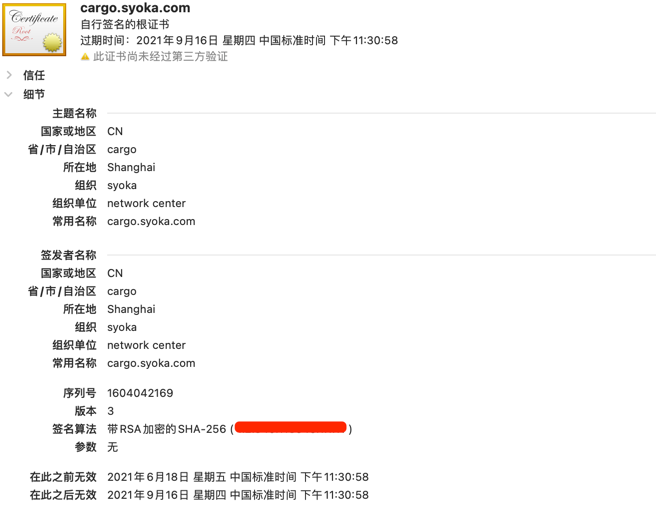 Certificate
Root
cargo.syoka.com
自行签名的根证书
过期时间：2021年9月16日 星期四 中国标准时间 下午11:30:58
此证书尚未经过第三方验证
信任
细节
主题名称
国家或地区 CN
省/市/自治区 cargo
所在地 Shanghai
组织 syoka
组织单位 network center
常用名称 cargo.syoka.com
签发者名称
国家或地区 CN
省/市/自治区 cargo
所在地 Shanghai
组织 syoka
组织单位 network center
常用名称 cargo.syoka.com
序列号 1604042169
版本 3
签名算法 带RSA加密的SHA-256 ( )
参数 无
在此之前无效 2021年6月18日 星期五 中国标准时间 下午11:30:58
在此之后无效 2021年9月16日 星期四 中国标准时间 下午11:30:58